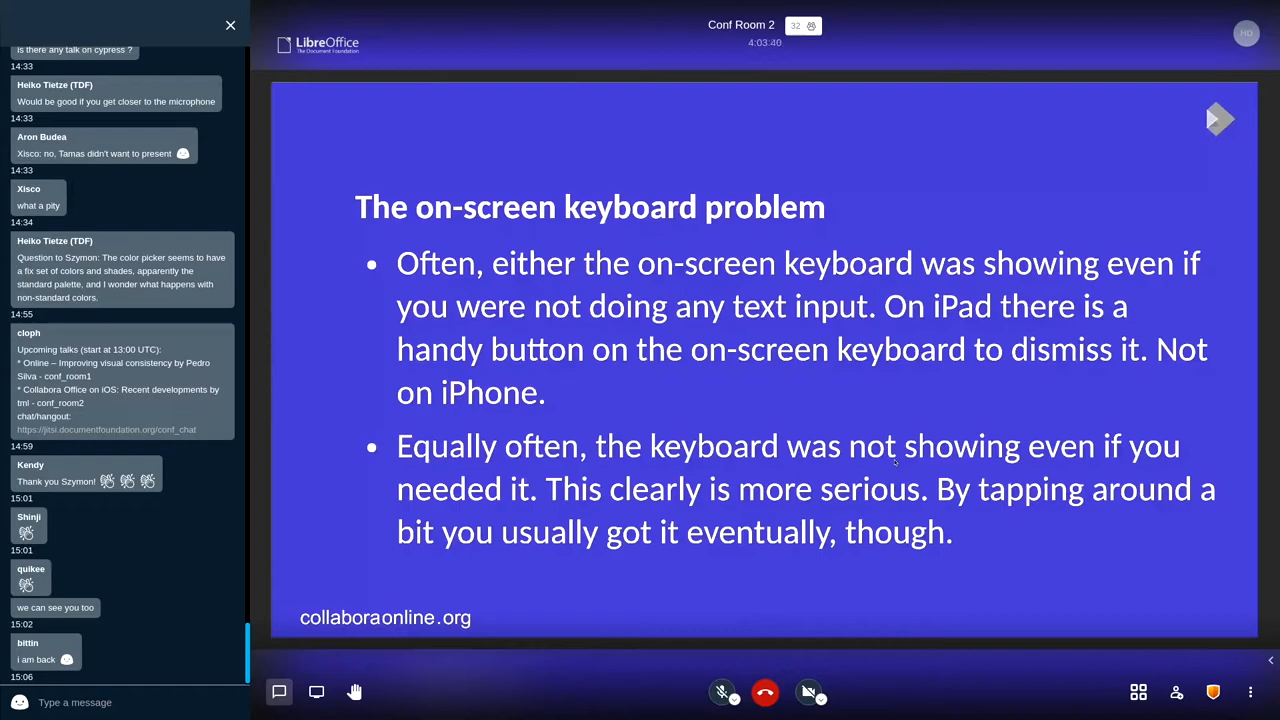 is there any talk on cypress ?
14:33
Heiko Tietze (TDF)
Would be good if you get closer to the microphone
14:33
Aron Budea
Xisco: no, Tamas didn't want to present
14:33
Xisco
what a pity
14:34
Heiko Tietze (TDF)
Question to Szymon: The color picker seems to have
a fix set of colors and shades, apparently the
standard palette, and I wonder what happens with
non-standard colors.
14:55
cloph
Upcoming talks (start at 13:00 UTC):
* Online – Improving visual consistency by Pedro
Silva - conf_room1
* Collabora Office on iOS: Recent developments by
tml - conf_room2
chat/hangout:
https://jitsi.documentfoundation.org/conf_chat
14:59
Kendy
Thank you Szymon!
15:01
Shinji
15:01
quikee
we can see you too
15:02
bittin
i am back
15:06
Type a message
Conf Room 2
32
4:03:40
LibreOffice
The Document Foundation
HD
The on-screen keyboard problem
• Often, either the on-screen keyboard was showing even if
you were not doing any text input. On iPad there is a
handy button on the on-screen keyboard to dismiss it. Not
on iPhone.
• Equally often, the keyboard was not showing even if you
needed it. This clearly is more serious. By tapping around a
bit you usually got it eventually, though.
collaboraonline.org